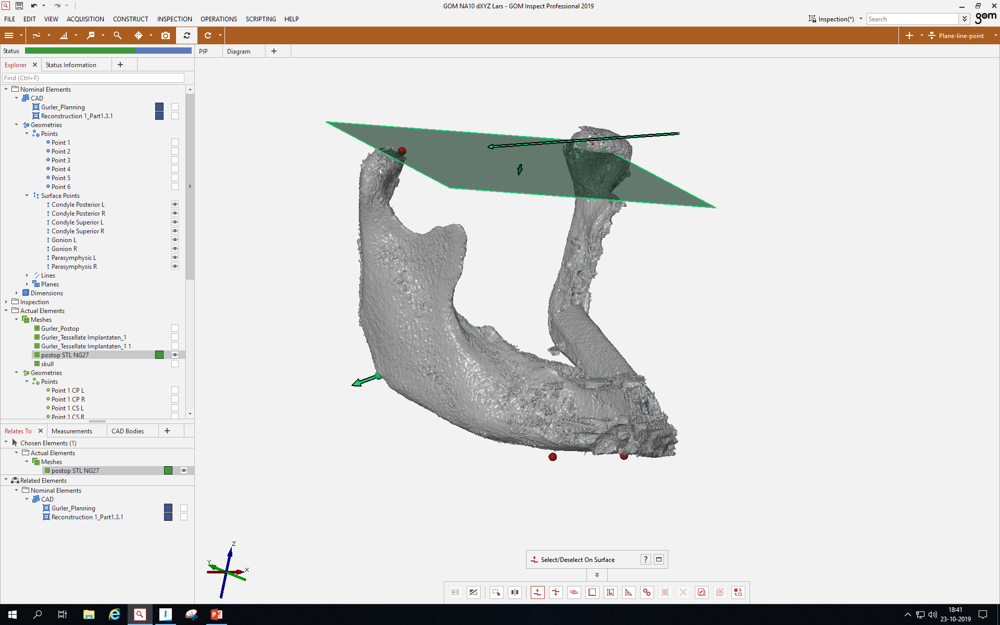 GOM NA10 dXYZ Lars - GOM Inspect Professional 2019
FILE EDIT VIEW ACQUISITION CONSTRUCT INSPECTION OPERATIONS SCRIPTING HELP
Inspection(*) Search gom
Plane-line-point
Status PIP Diagram
Explorer Status Information
Find (Ctrl+F)
Nominal Elements
CAD
Gurler_Planning
Reconstruction 1_Part1.3.1
Geometries
Points
Point 1
Point 2
Point 3
Point 4
Point 5
Point 6
Surface Points
Condyle Posterior L
Condyle Posterior R
Condyle Superior L
Condyle Superior R
Gonion L
Gonion R
Parasymphysis L
Parasymphysis R
Lines
Planes
Dimensions
Inspection
Actual Elements
Meshes
Gurler_Postop
Gurler_Tessellate Implantaten_1
Gurler_Tessellate Implantaten_1 1
postop STL NG27
skull
Geometries
Points
Point 1 CP L
Point 1 CP R
Point 1 CS L
Point 1 CS R
Relates To Measurements CAD Bodies
Chosen Elements (1)
Actual Elements
Meshes
postop STL NG27
Related Elements
Nominal Elements
CAD
Gurler_Planning
Reconstruction 1_Part1.3.1
Z
Y
X
Select/Deselect On Surface ?
18:41
23-10-2019